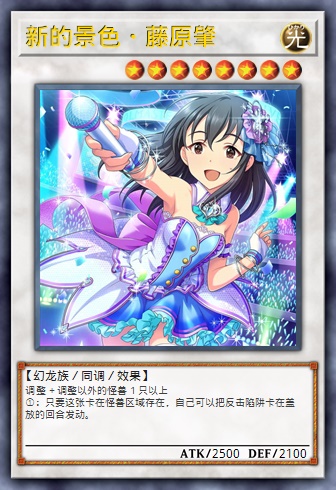 新的景色・藤原肇
光
【幻龙族/同调/效果】
调整+调整以外的怪兽1只以上
①:只要这张卡在怪兽区域存在,自己可以把反击陷阱卡在盖
放的回合发动。
ATK/2500 DEF/2100